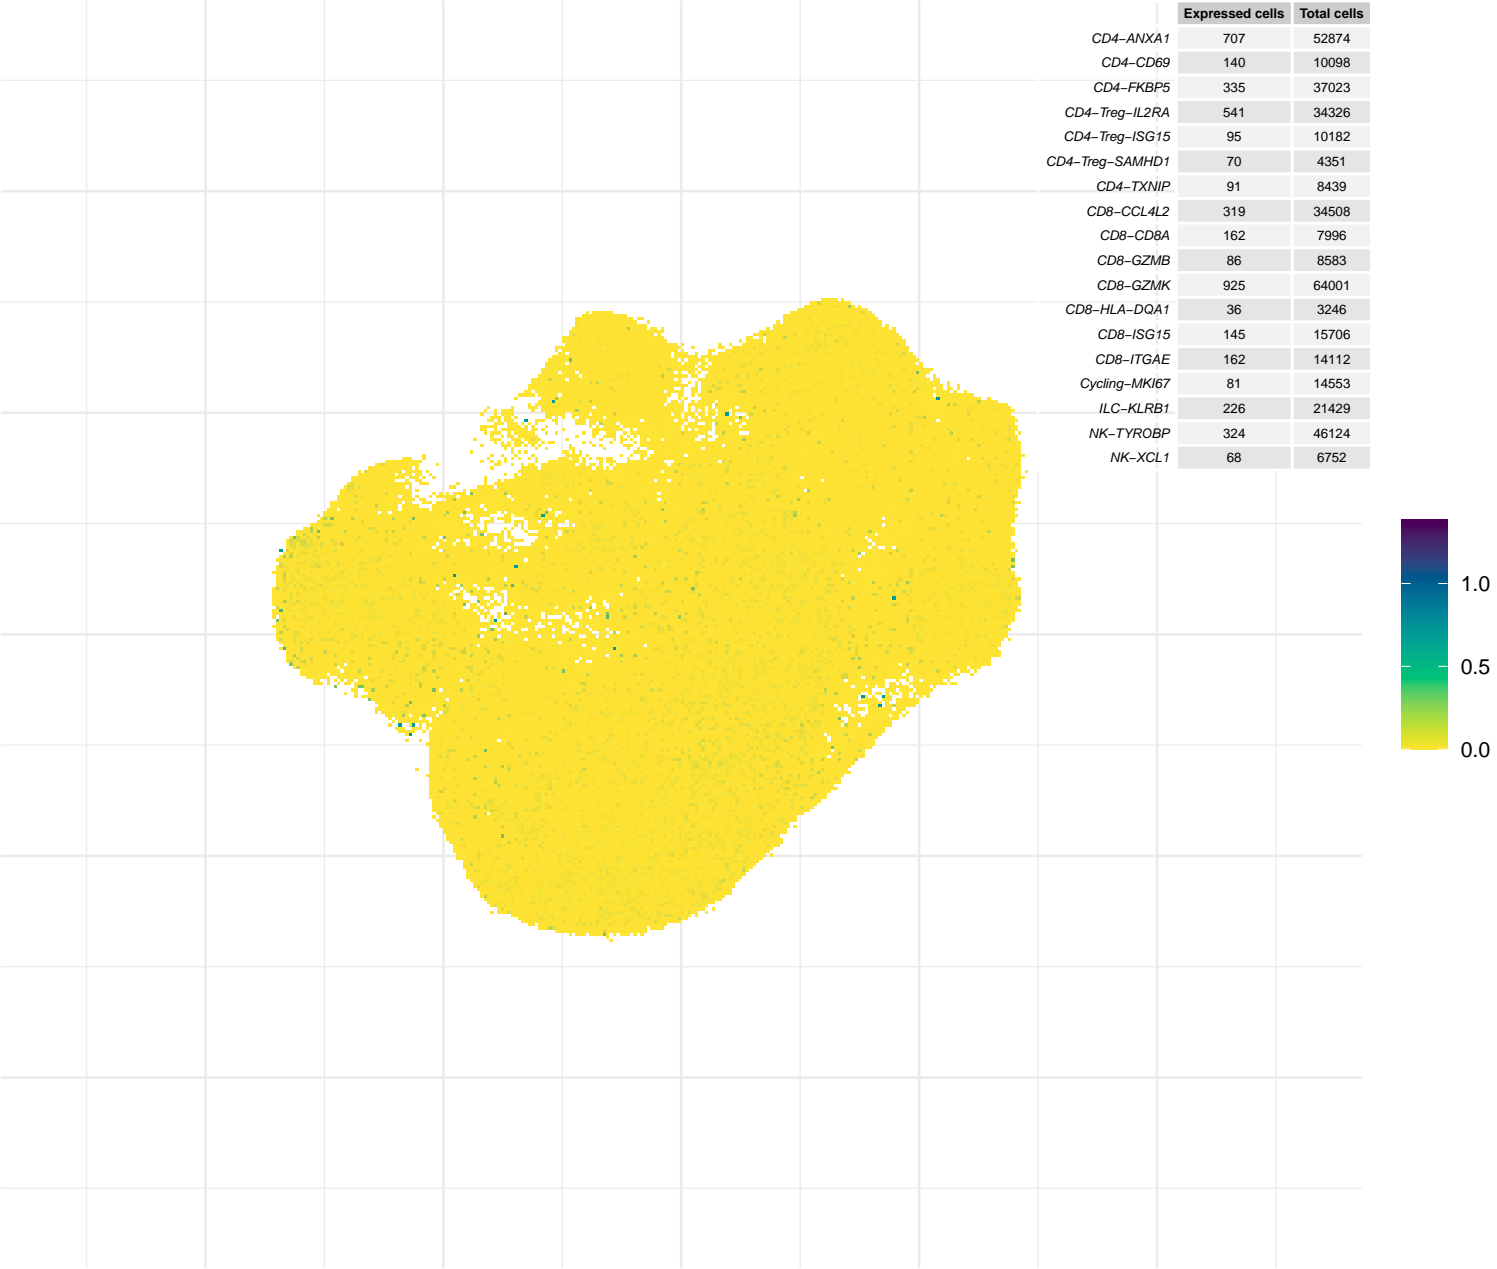 Expressed cells Total cells
CD4−ANXA1 707 52874
CD4−CD69 140 10098
CD4−FKBP5 335 37023
CD4−Treg−IL2RA 541 34326
CD4−Treg−ISG15 95 10182
CD4−Treg−SAMHD1 70 4351
CD4−TXNIP 91 8439
CD8−CCL4L2 319 34508
CD8−CD8A 162 7996
CD8−GZMB 86 8583
CD8−GZMK 925 64001
CD8−HLA−DQA1 36 3246
CD8−ISG15 145 15706
CD8−ITGAE 162 14112
Cycling−MKI67 81 14553
ILC−KLRB1 226 21429
NK−TYROBP 324 46124
NK−XCL1 68 6752
1.0
0.5
0.0